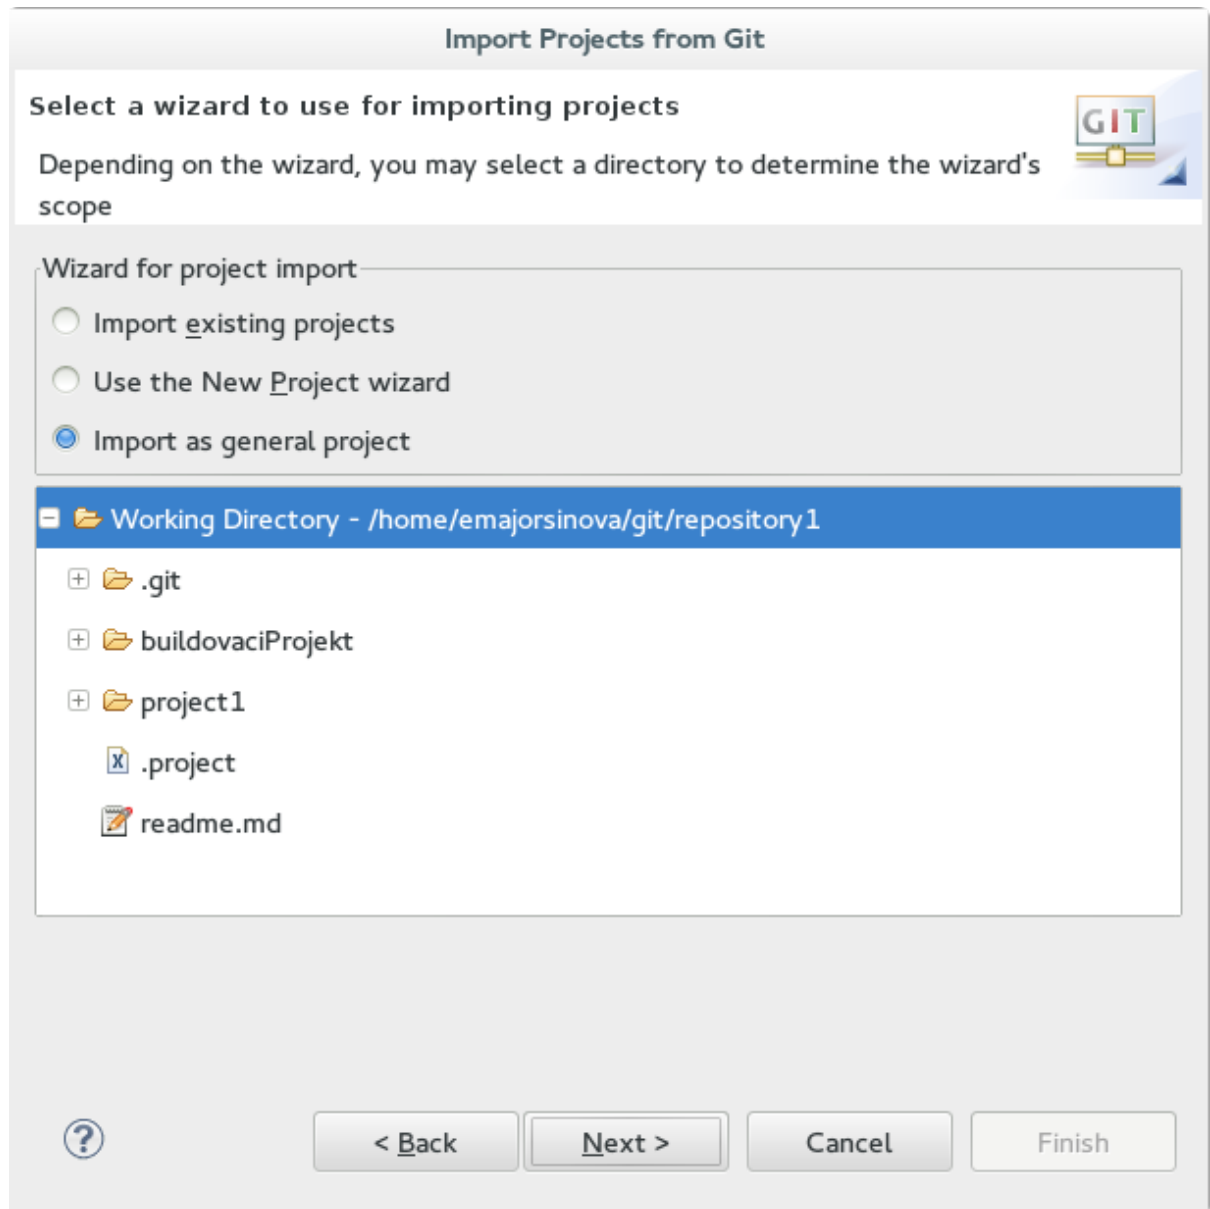 Import Projects from Git
Select a wizard to use for importing projects
GIT
Depending on the wizard, you may select a directory to determine the wizard's
scope
Wizard for project import
Import existing projects
Use the New Project wizard
Import as general project
Working Directory - /home/emajorsinova/git/repository1
.git
buildovaciProjekt
project1
X .project
readme.md
? < Back Next > Cancel Finish